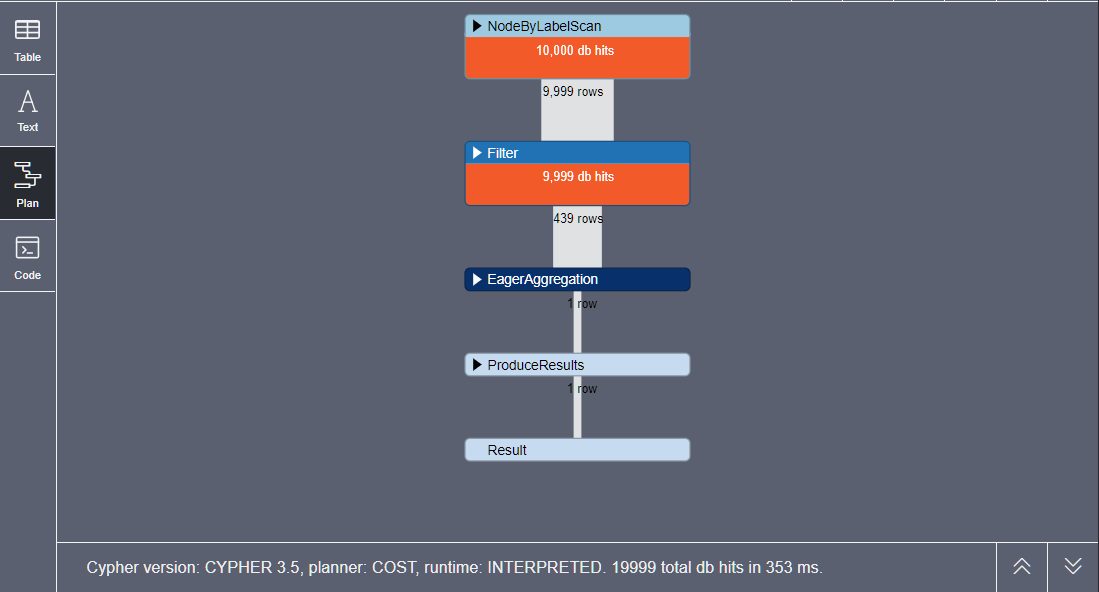 Table
Text
Plan
Code
NodeByLabelScan
10,000 db hits
9,999 rows
Filter
9,999 db hits
439 rows
EagerAggregation
1 row
ProduceResults
1 row
Result
Cypher version: CYPHER 3.5, planner: COST, runtime: INTERPRETED. 19999 total db hits in 353 ms.